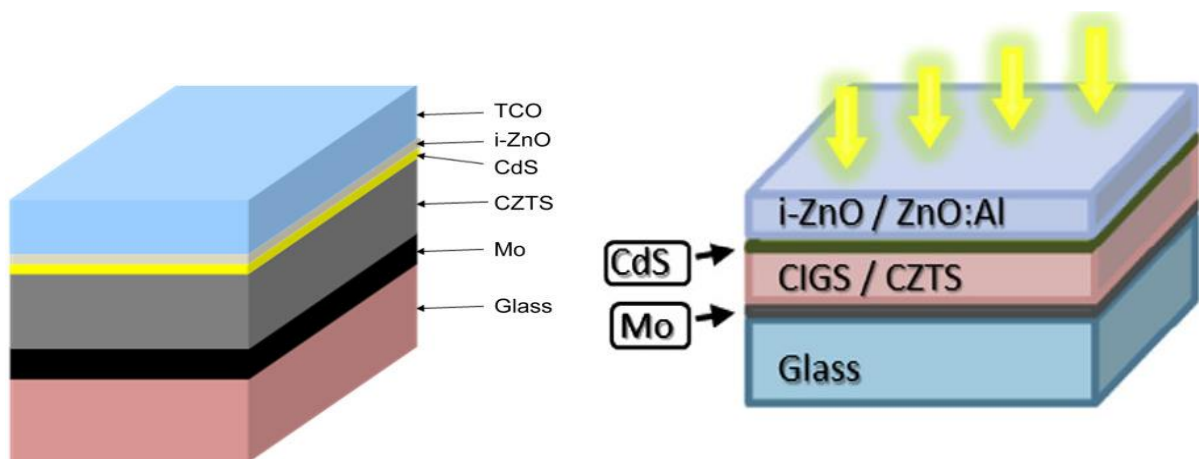 TCO
i-ZnO
CdS
CZTS
Mo
Glass
i-ZnO / ZnO:Al
CdS
CIGS / CZTS
Mo
Glass